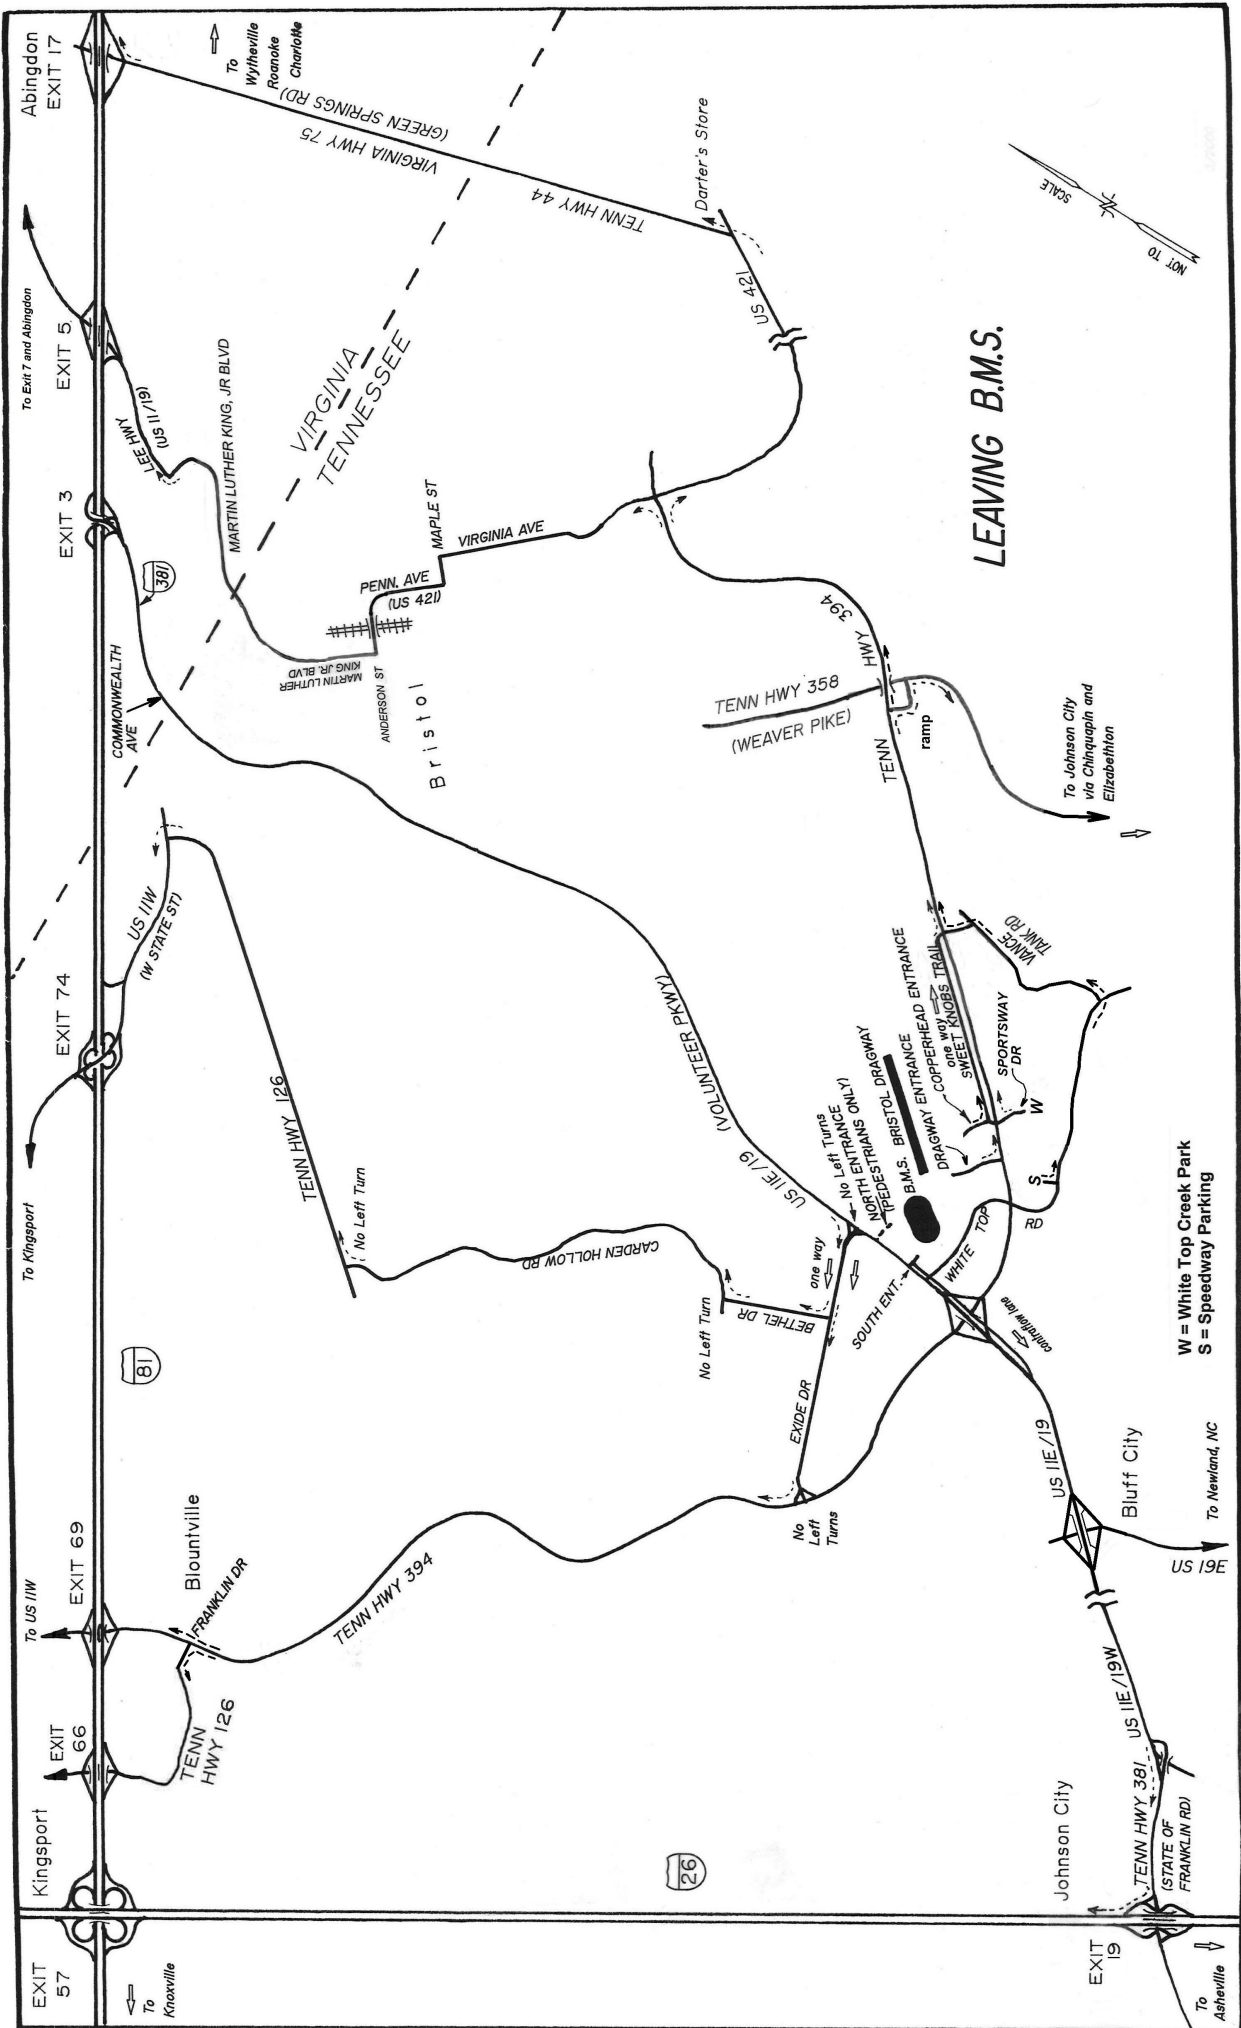 Abingdon
EXIT 17
To
Wytheville
Roanoke
Charlotte
VIRGINIA HWY 75
(GREEN SPRINGS RD)
TENN HWY 44
Darter's Store
US 421
SCALE
N
NOT TO
To Exit 7 and Abingdon
EXIT 5
LEE HWY
(US 11/19)
MARTIN LUTHER KING, JR BLVD
VIRGINIA
TENNESSEE
EXIT 3
381
COMMONWEALTH
AVE
MAPLE ST
VIRGINIA AVE
PENN. AVE
(US 421)
MARTIN LUTHER
KING JR. BLVD
ANDERSON ST
Bristol
LEAVING B.M.S.
TENN HWY 394
TENN HWY 358
(WEAVER PIKE)
ramp
To Johnson City
via Chinquapin and
Elizabethton
US 11W
(W STATE ST)
EXIT 74
To Kingsport
TENN HWY 126
No Left Turn
(VOLUNTEER PKWY)
US 11E/19
No Left Turns
NORTH ENTRANCE
(PEDESTRIANS ONLY)
B.M.S.
BRISTOL DRAGWAY
DRAGWAY ENTRANCE
COPPERHEAD ENTRANCE
one way
SWEET KNOBS TRAIL
VANCE
TANK RD
SPORTSWAY
DR
W
S
WHITE TOP RD
SOUTH ENT.
contraflow lane
one way
CARDEN HOLLOW RD
No Left Turn
BETHEL DR
EXIDE DR
No
Left
Turns
81
W = White Top Creek Park
S = Speedway Parking
US 11E/19
Bluff City
To Newland, NC
US 19E
To US 11W
EXIT 69
Blountville
FRANKLIN DR
TENN HWY 394
EXIT
66
TENN
HWY 126
US 11E/19W
Kingsport
26
Johnson City
TENN HWY 381
(STATE OF
FRANKLIN RD)
EXIT
57
To
Knoxville
EXIT
19
To
Asheville